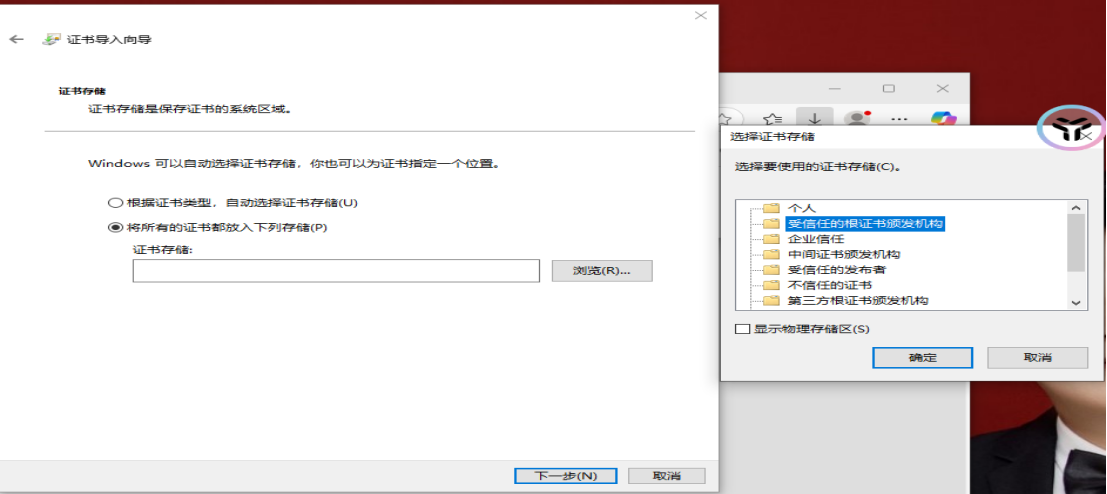 证书导入向导
证书存储
证书存储是保存证书的系统区域。
Windows 可以自动选择证书存储，你也可以为证书指定一个位置。
根据证书类型，自动选择证书存储(U)
将所有的证书都放入下列存储(P)
证书存储:
浏览(R)...
下一步(N)
取消
选择证书存储
选择要使用的证书存储(C)。
个人
受信任的根证书颁发机构
企业信任
中间证书颁发机构
受信任的发布者
不信任的证书
第三方根证书颁发机构
显示物理存储区(S)
确定
取消